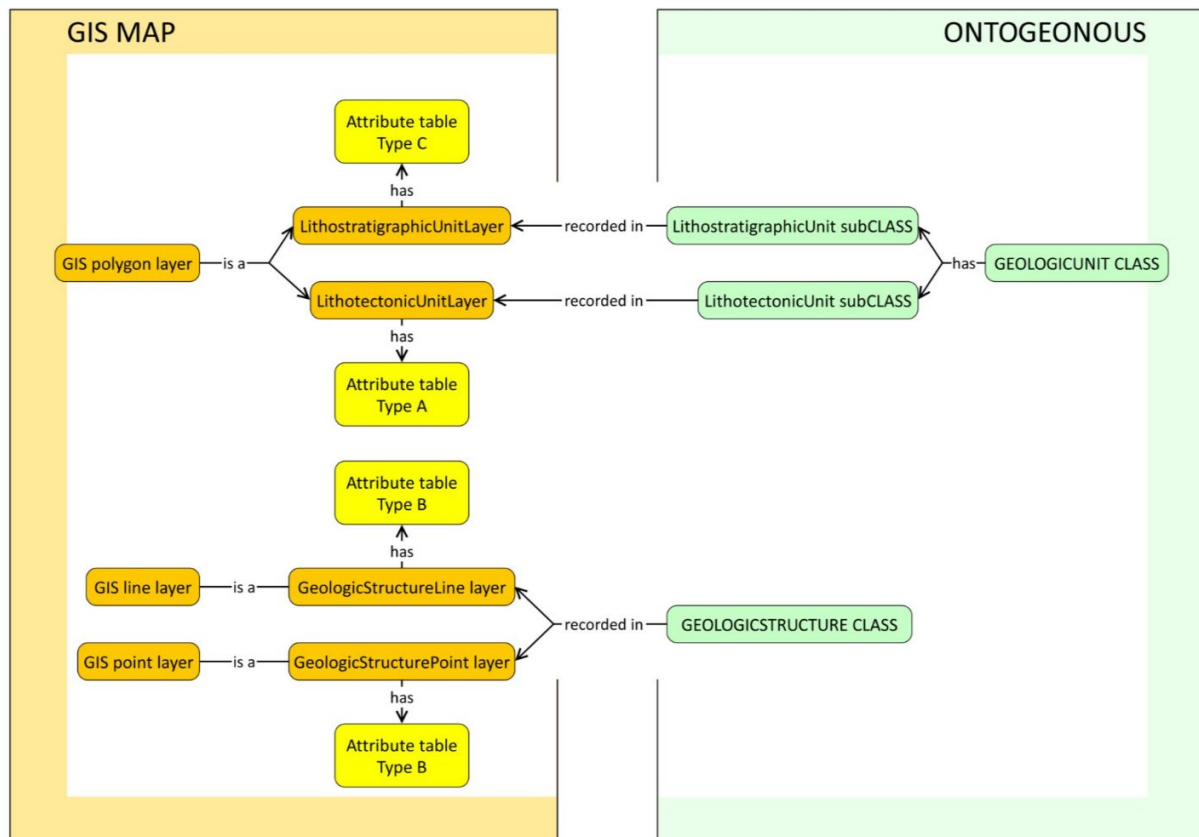 GIS MAP
ONTOGEONOUS
Attribute table
Type C
has
LithostratigraphicUnitLayer
recorded in
LithostratigraphicUnit subCLASS
GIS polygon layer
is a
has
GEOLOGICUNIT CLASS
LithotectonicUnitLayer
recorded in
LithotectonicUnit subCLASS
has
Attribute table
Type A
Attribute table
Type B
has
GIS line layer
is a
GeologicStructureLine layer
recorded in
GEOLOGICSTRUCTURE CLASS
GIS point layer
is a
GeologicStructurePoint layer
has
Attribute table
Type B